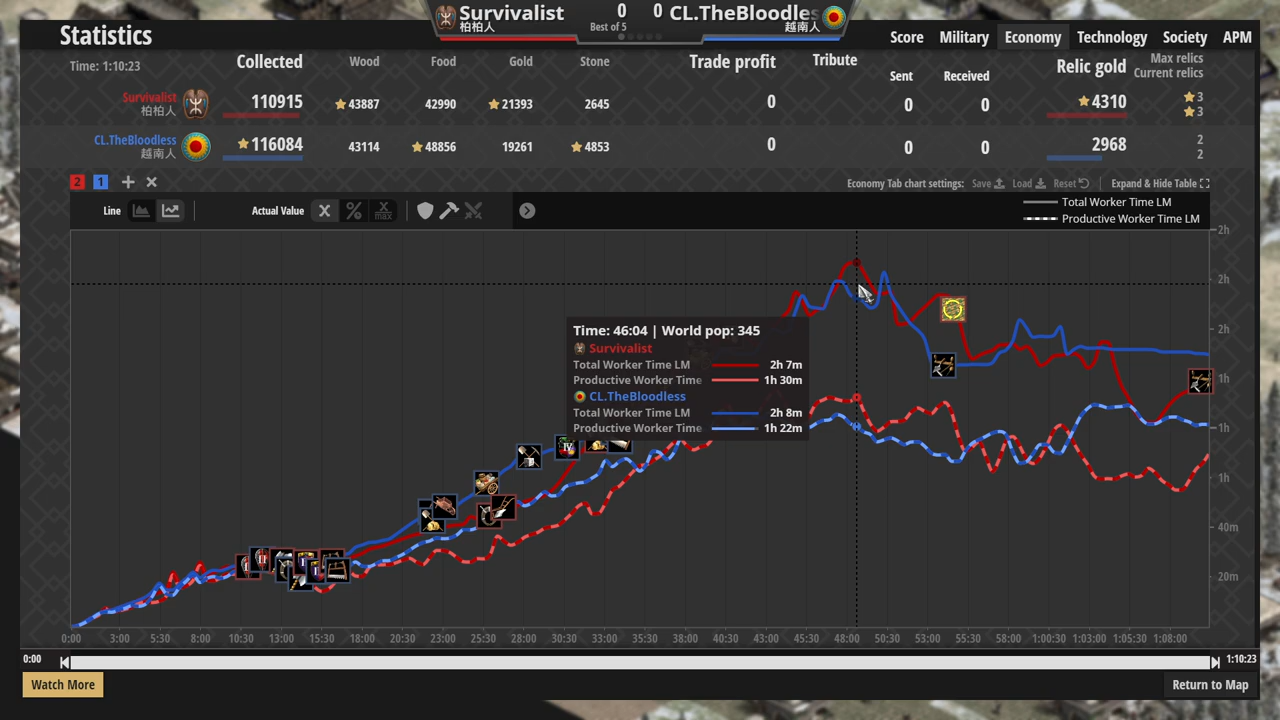 Survivalist 0 0 CL.TheBloodles
柏柏人 Best of 5 越南人
Statistics
Score Military Economy Technology Society APM
Time: 1:10:23 Collected Wood Food Gold Stone Trade profit Tribute Sent Received Relic gold Max relics
Current relics
Survivalist 110915 43887 42990 21393 2645 0 0 0 4310 3
柏柏人 3
CL.TheBloodless 116084 43114 48856 19261 4853 0 0 0 2968 2
越南人 2
2 1 Economy Tab chart settings: Save Load Reset Expand & Hide Table
Line Actual Value X % X max
Total Worker Time LM
Productive Worker Time LM
2h
2h
2h
1h
1h
1h
40m
20m
Time: 46:04 | World pop: 345
Survivalist
Total Worker Time LM 2h 7m
Productive Worker Time 1h 30m
CL.TheBloodless
Total Worker Time LM 2h 8m
Productive Worker Time 1h 22m
0:00 3:00 5:30 8:00 10:30 13:00 15:30 18:00 20:30 23:00 25:30 28:00 30:30 33:00 35:30 38:00 40:30 43:00 45:30 48:00 50:30 53:00 55:30 58:00 1:00:30 1:03:00 1:05:30 1:08:00
0:00 1:10:23
Watch More Return to Map